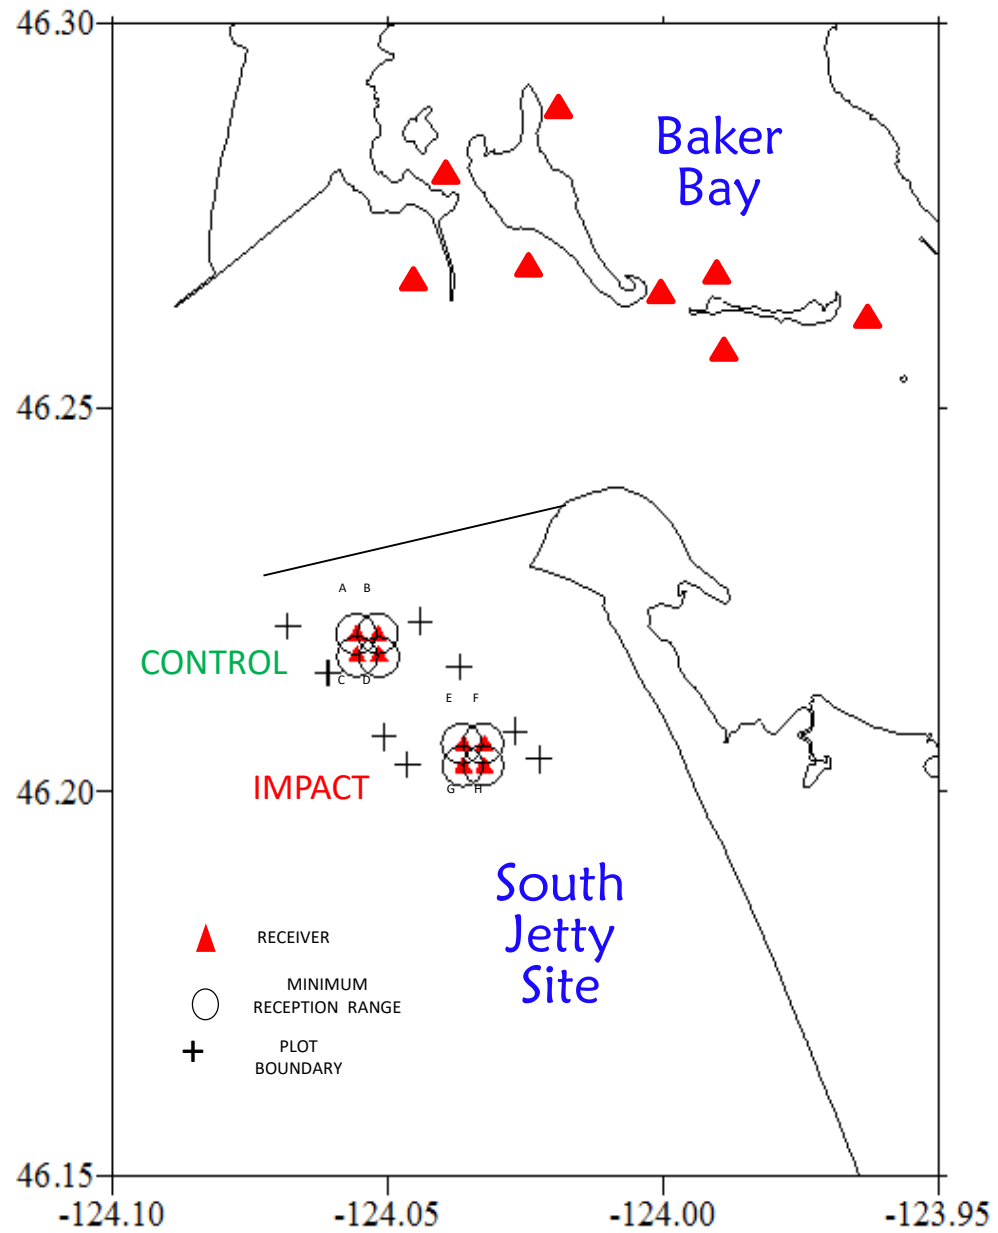 46.30
Baker
Bay
46.25
A B
CONTROL
C D
E F
IMPACT
G H
46.20
South
Jetty
Site
RECEIVER
MINIMUM
RECEPTION RANGE
PLOT
BOUNDARY
46.15
-124.10 -124.05 -124.00 -123.95